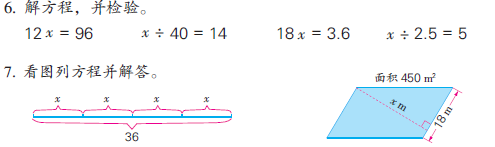 6. 解方程，并检验。
12x = 96 x ÷ 40 = 14 18x = 3.6 x ÷ 2.5 = 5
7. 看图列方程并解答。
x x x x
36
面积 450 m²
x m
18 m